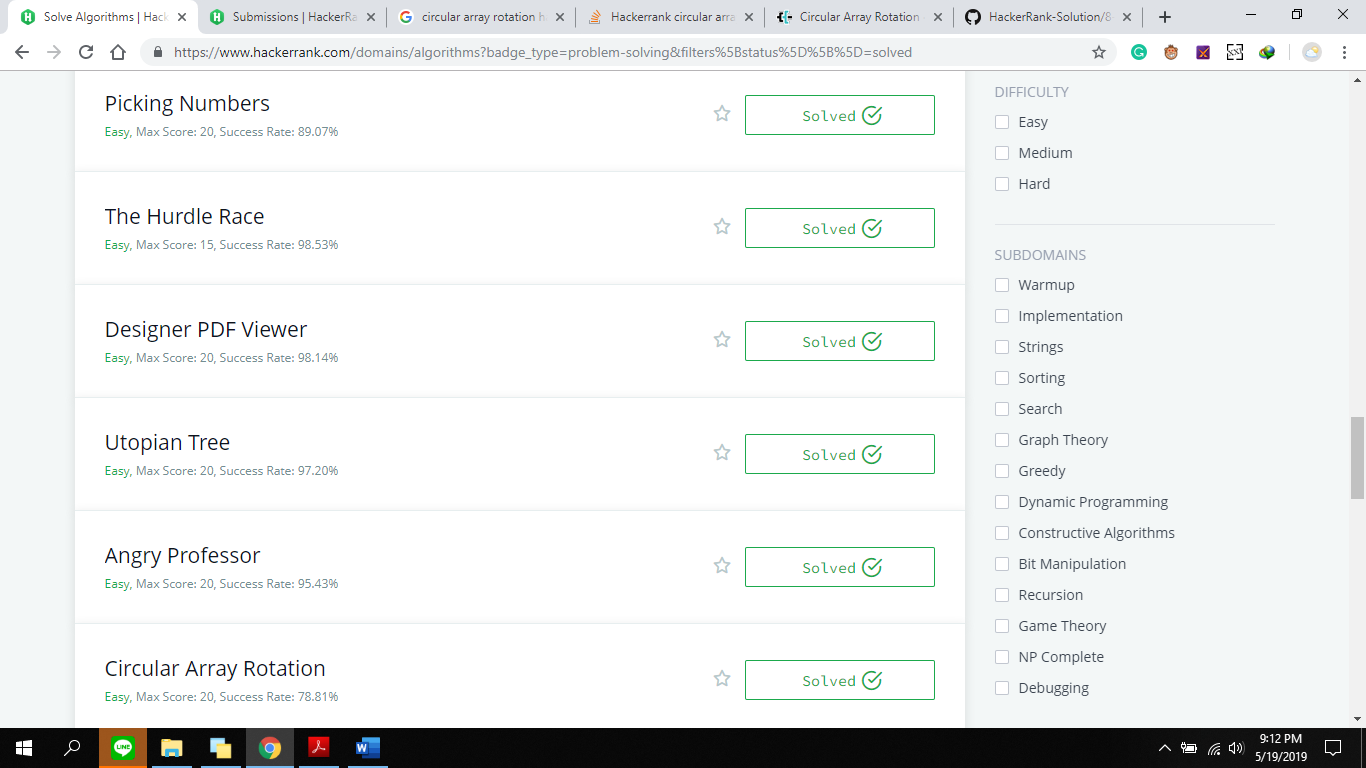 Solve Algorithms | Hack
Submissions | HackerRa
circular array rotation h
Hackerrank circular arra
Circular Array Rotation
HackerRank-Solution/8
https://www.hackerrank.com/domains/algorithms?badge_type=problem-solving&filters%5Bstatus%5D%5B%5D=solved
Picking Numbers
Easy, Max Score: 20, Success Rate: 89.07%
Solved
The Hurdle Race
Easy, Max Score: 15, Success Rate: 98.53%
Solved
Designer PDF Viewer
Easy, Max Score: 20, Success Rate: 98.14%
Solved
Utopian Tree
Easy, Max Score: 20, Success Rate: 97.20%
Solved
Angry Professor
Easy, Max Score: 20, Success Rate: 95.43%
Solved
Circular Array Rotation
Easy, Max Score: 20, Success Rate: 78.81%
Solved
DIFFICULTY
Easy
Medium
Hard
SUBDOMAINS
Warmup
Implementation
Strings
Sorting
Search
Graph Theory
Greedy
Dynamic Programming
Constructive Algorithms
Bit Manipulation
Recursion
Game Theory
NP Complete
Debugging
LINE
9:12 PM
5/19/2019